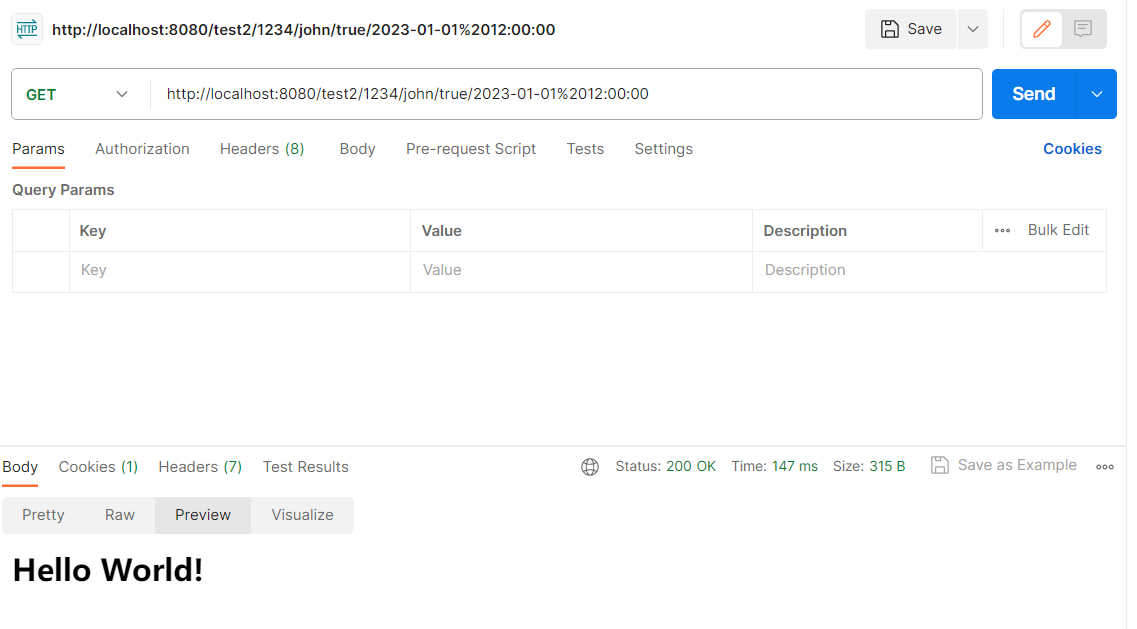 HTTP http://localhost:8080/test2/1234/john/true/2023-01-01%2012:00:00 Save
GET http://localhost:8080/test2/1234/john/true/2023-01-01%2012:00:00 Send
Params Authorization Headers (8) Body Pre-request Script Tests Settings Cookies
Query Params
Key Value Description Bulk Edit
Key Value Description
Body Cookies (1) Headers (7) Test Results Status: 200 OK Time: 147 ms Size: 315 B Save as Example
Pretty Raw Preview Visualize
Hello World!